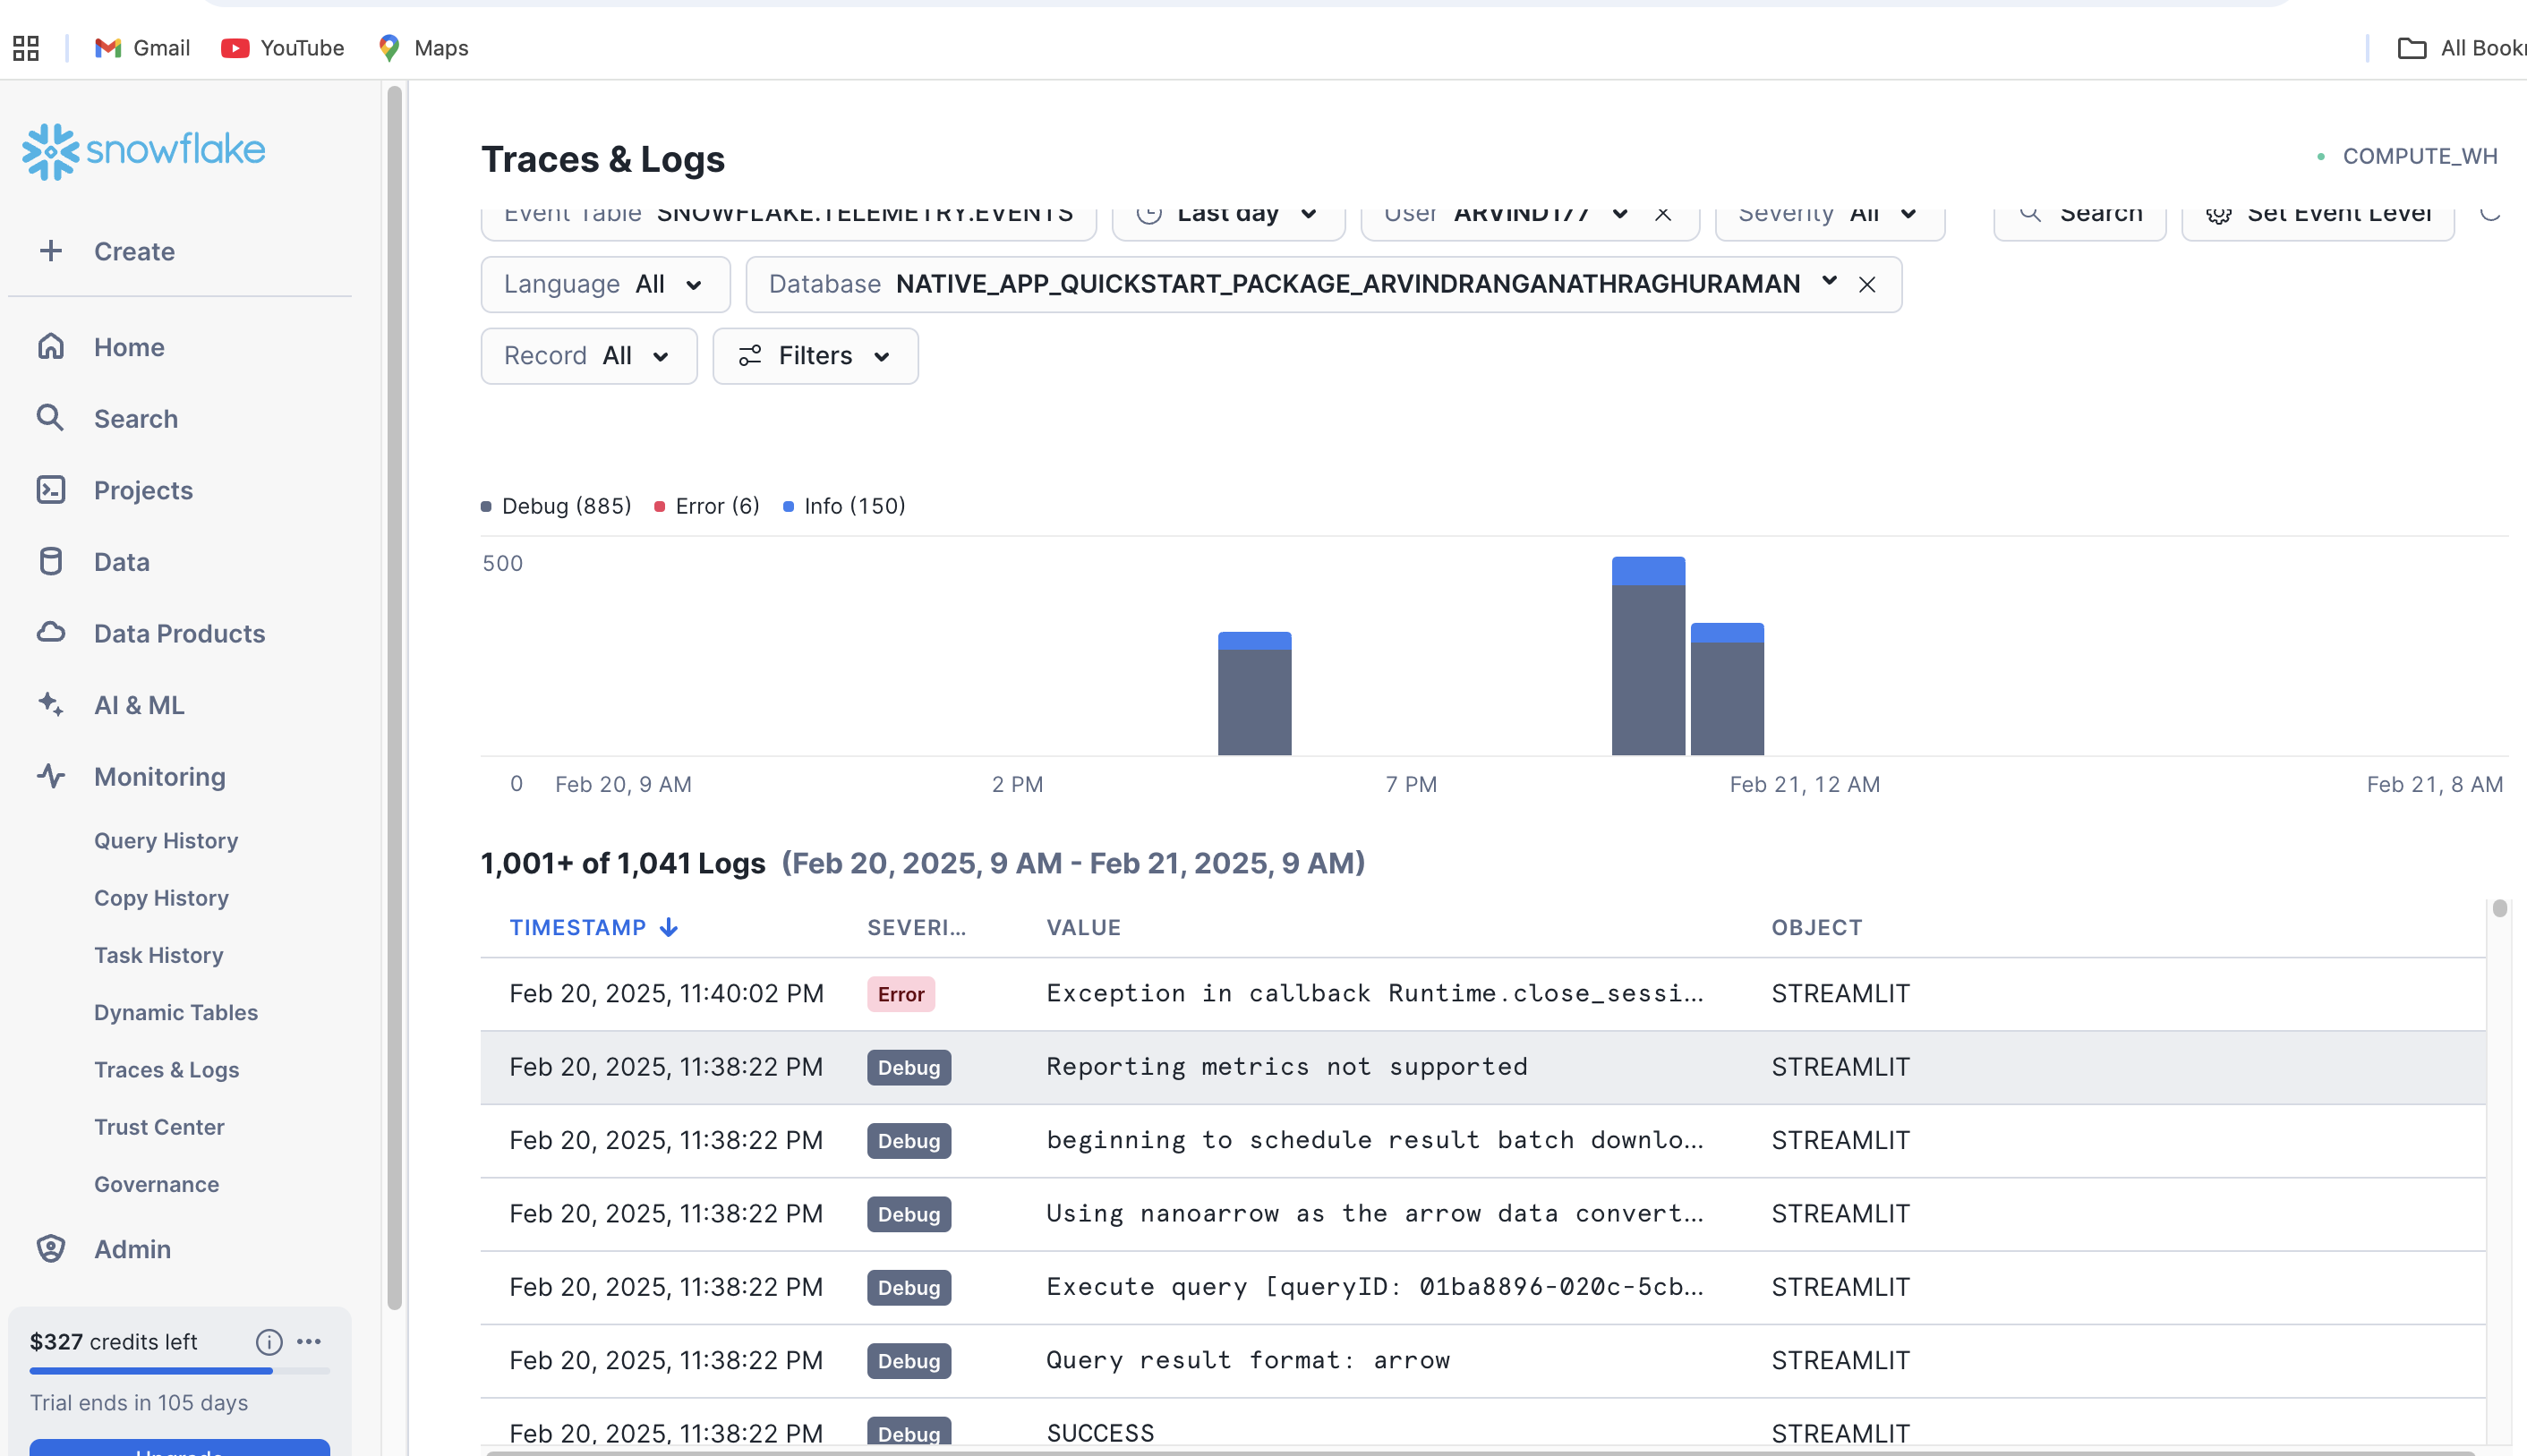 Gmail YouTube Maps All Bookr
snowflake
Create
Home
Search
Projects
Data
Data Products
AI & ML
Monitoring
Query History
Copy History
Task History
Dynamic Tables
Traces & Logs
Trust Center
Governance
Admin
$327 credits left
Trial ends in 105 days
Upgrade
Traces & Logs
COMPUTE_WH
Event Table SNOWFLAKE.TELEMETRY.EVENTS Last day User ARVIND177 Severity All Search Set Event Level
Language All Database NATIVE_APP_QUICKSTART_PACKAGE_ARVINDRANGANATHRAGHURAMAN
Record All Filters
Debug (885) Error (6) Info (150)
500
0 Feb 20, 9 AM 2 PM 7 PM Feb 21, 12 AM Feb 21, 8 AM
1,001+ of 1,041 Logs (Feb 20, 2025, 9 AM - Feb 21, 2025, 9 AM)
TIMESTAMP SEVERI... VALUE OBJECT
Feb 20, 2025, 11:40:02 PM Error Exception in callback Runtime.close_sessi... STREAMLIT
Feb 20, 2025, 11:38:22 PM Debug Reporting metrics not supported STREAMLIT
Feb 20, 2025, 11:38:22 PM Debug beginning to schedule result batch downlo... STREAMLIT
Feb 20, 2025, 11:38:22 PM Debug Using nanoarrow as the arrow data convert... STREAMLIT
Feb 20, 2025, 11:38:22 PM Debug Execute query [queryID: 01ba8896-020c-5cb... STREAMLIT
Feb 20, 2025, 11:38:22 PM Debug Query result format: arrow STREAMLIT
Feb 20, 2025, 11:38:22 PM Debug SUCCESS STREAMLIT